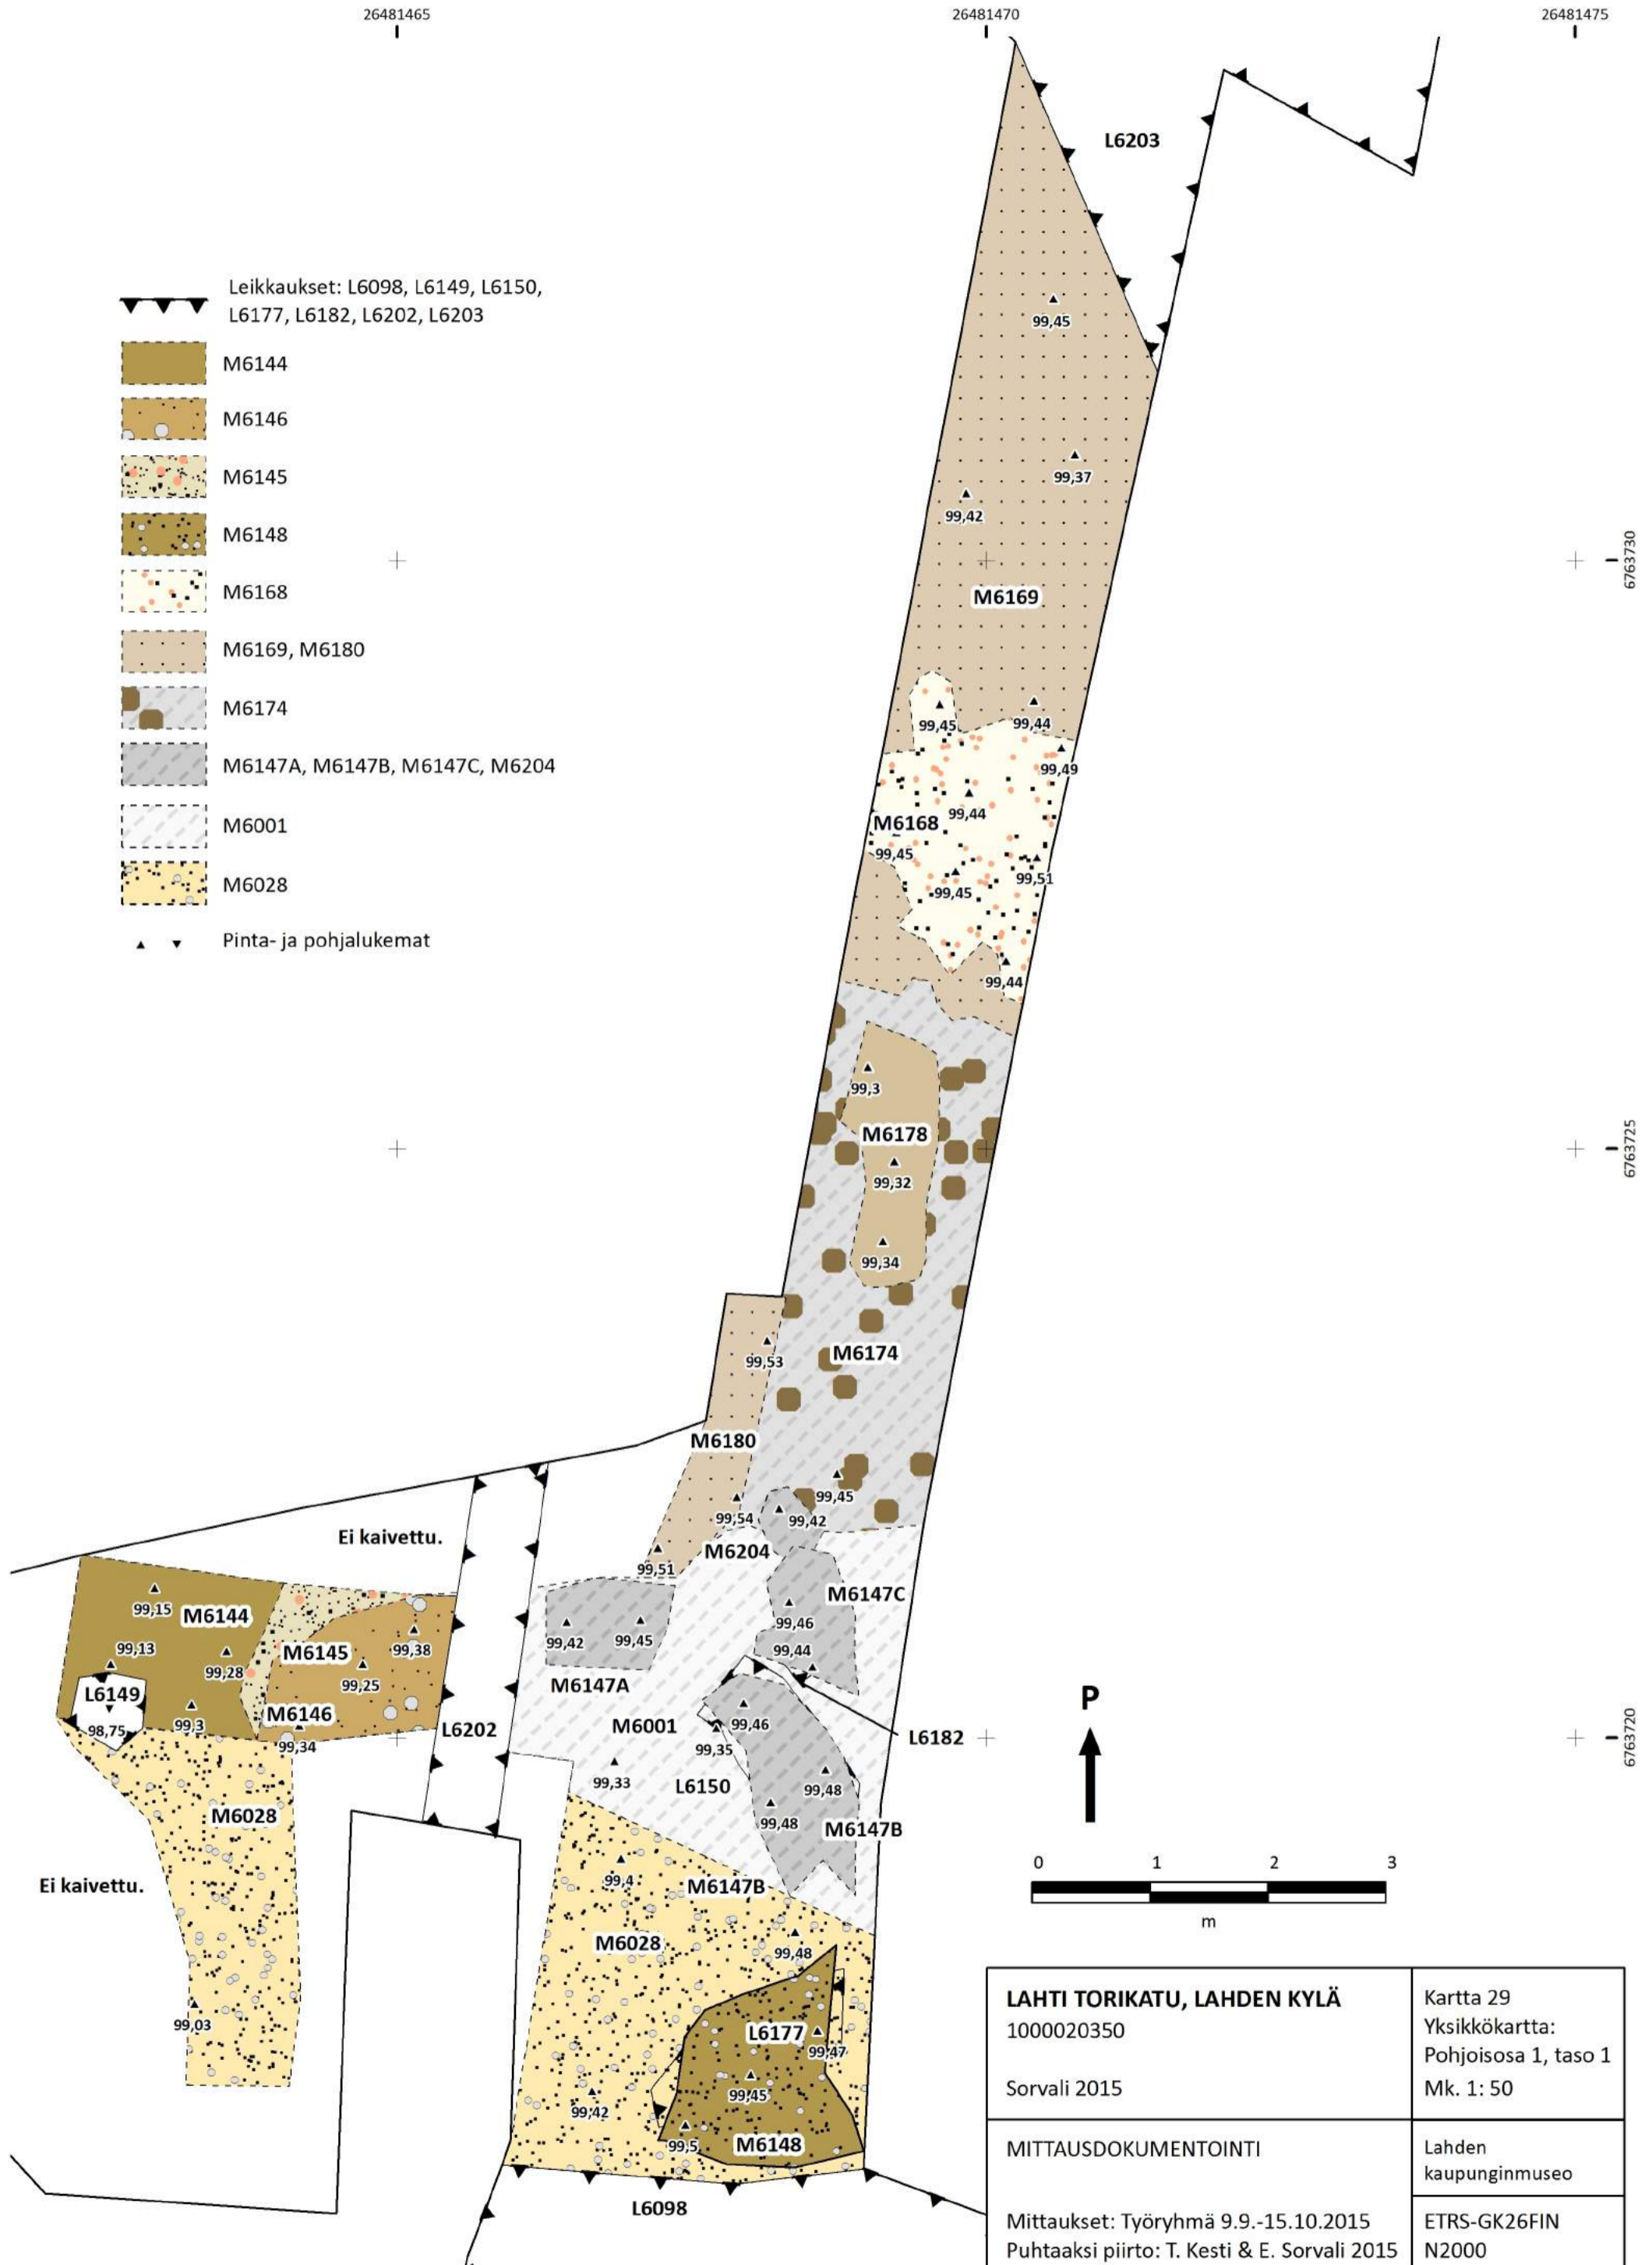 26481465
26481470
26481475
L6203
Leikkaukset: L6098, L6149, L6150,
L6177, L6182, L6202, L6203
M6144
M6146
M6145
M6148
M6168
M6169, M6180
M6174
M6147A, M6147B, M6147C, M6204
M6001
M6028
Pinta- ja pohjalukemat
99,45
99,37
99,42
6763730
M6169
99,45
99,44
99,49
99,44
M6168
99,45
99,45
99,51
99,44
99,3
M6178
6763725
99,32
99,34
99,53
M6174
M6180
99,45
99,54
99,42
Ei kaivettu.
M6204
99,51
M6147C
99,15
M6144
99,46
99,42
99,45
99,13
M6145
99,38
99,44
99,28
99,25
M6147A
L6149
M6146
99,3
98,75
99,34
L6202
M6001
99,46
99,35
L6182
6763720
P
99,33
L6150
99,48
99,48
M6028
M6147B
Ei kaivettu.
99,4
M6147B
0 1 2 3
m
M6028
99,48
99,03
L6177
99,47
99,45
99,42
99,5
M6148
L6098
LAHTI TORIKATU, LAHDEN KYLÄ
1000020350
Sorvali 2015
Kartta 29
Yksikkökartta:
Pohjoisosa 1, taso 1
Mk. 1: 50
MITTAUSDOKUMENTOINTI
Lahden
kaupunginmuseo
Mittaukset: Työryhmä 9.9.-15.10.2015
Puhtaaksi piirto: T. Kesti & E. Sorvali 2015
ETRS-GK26FIN
N2000